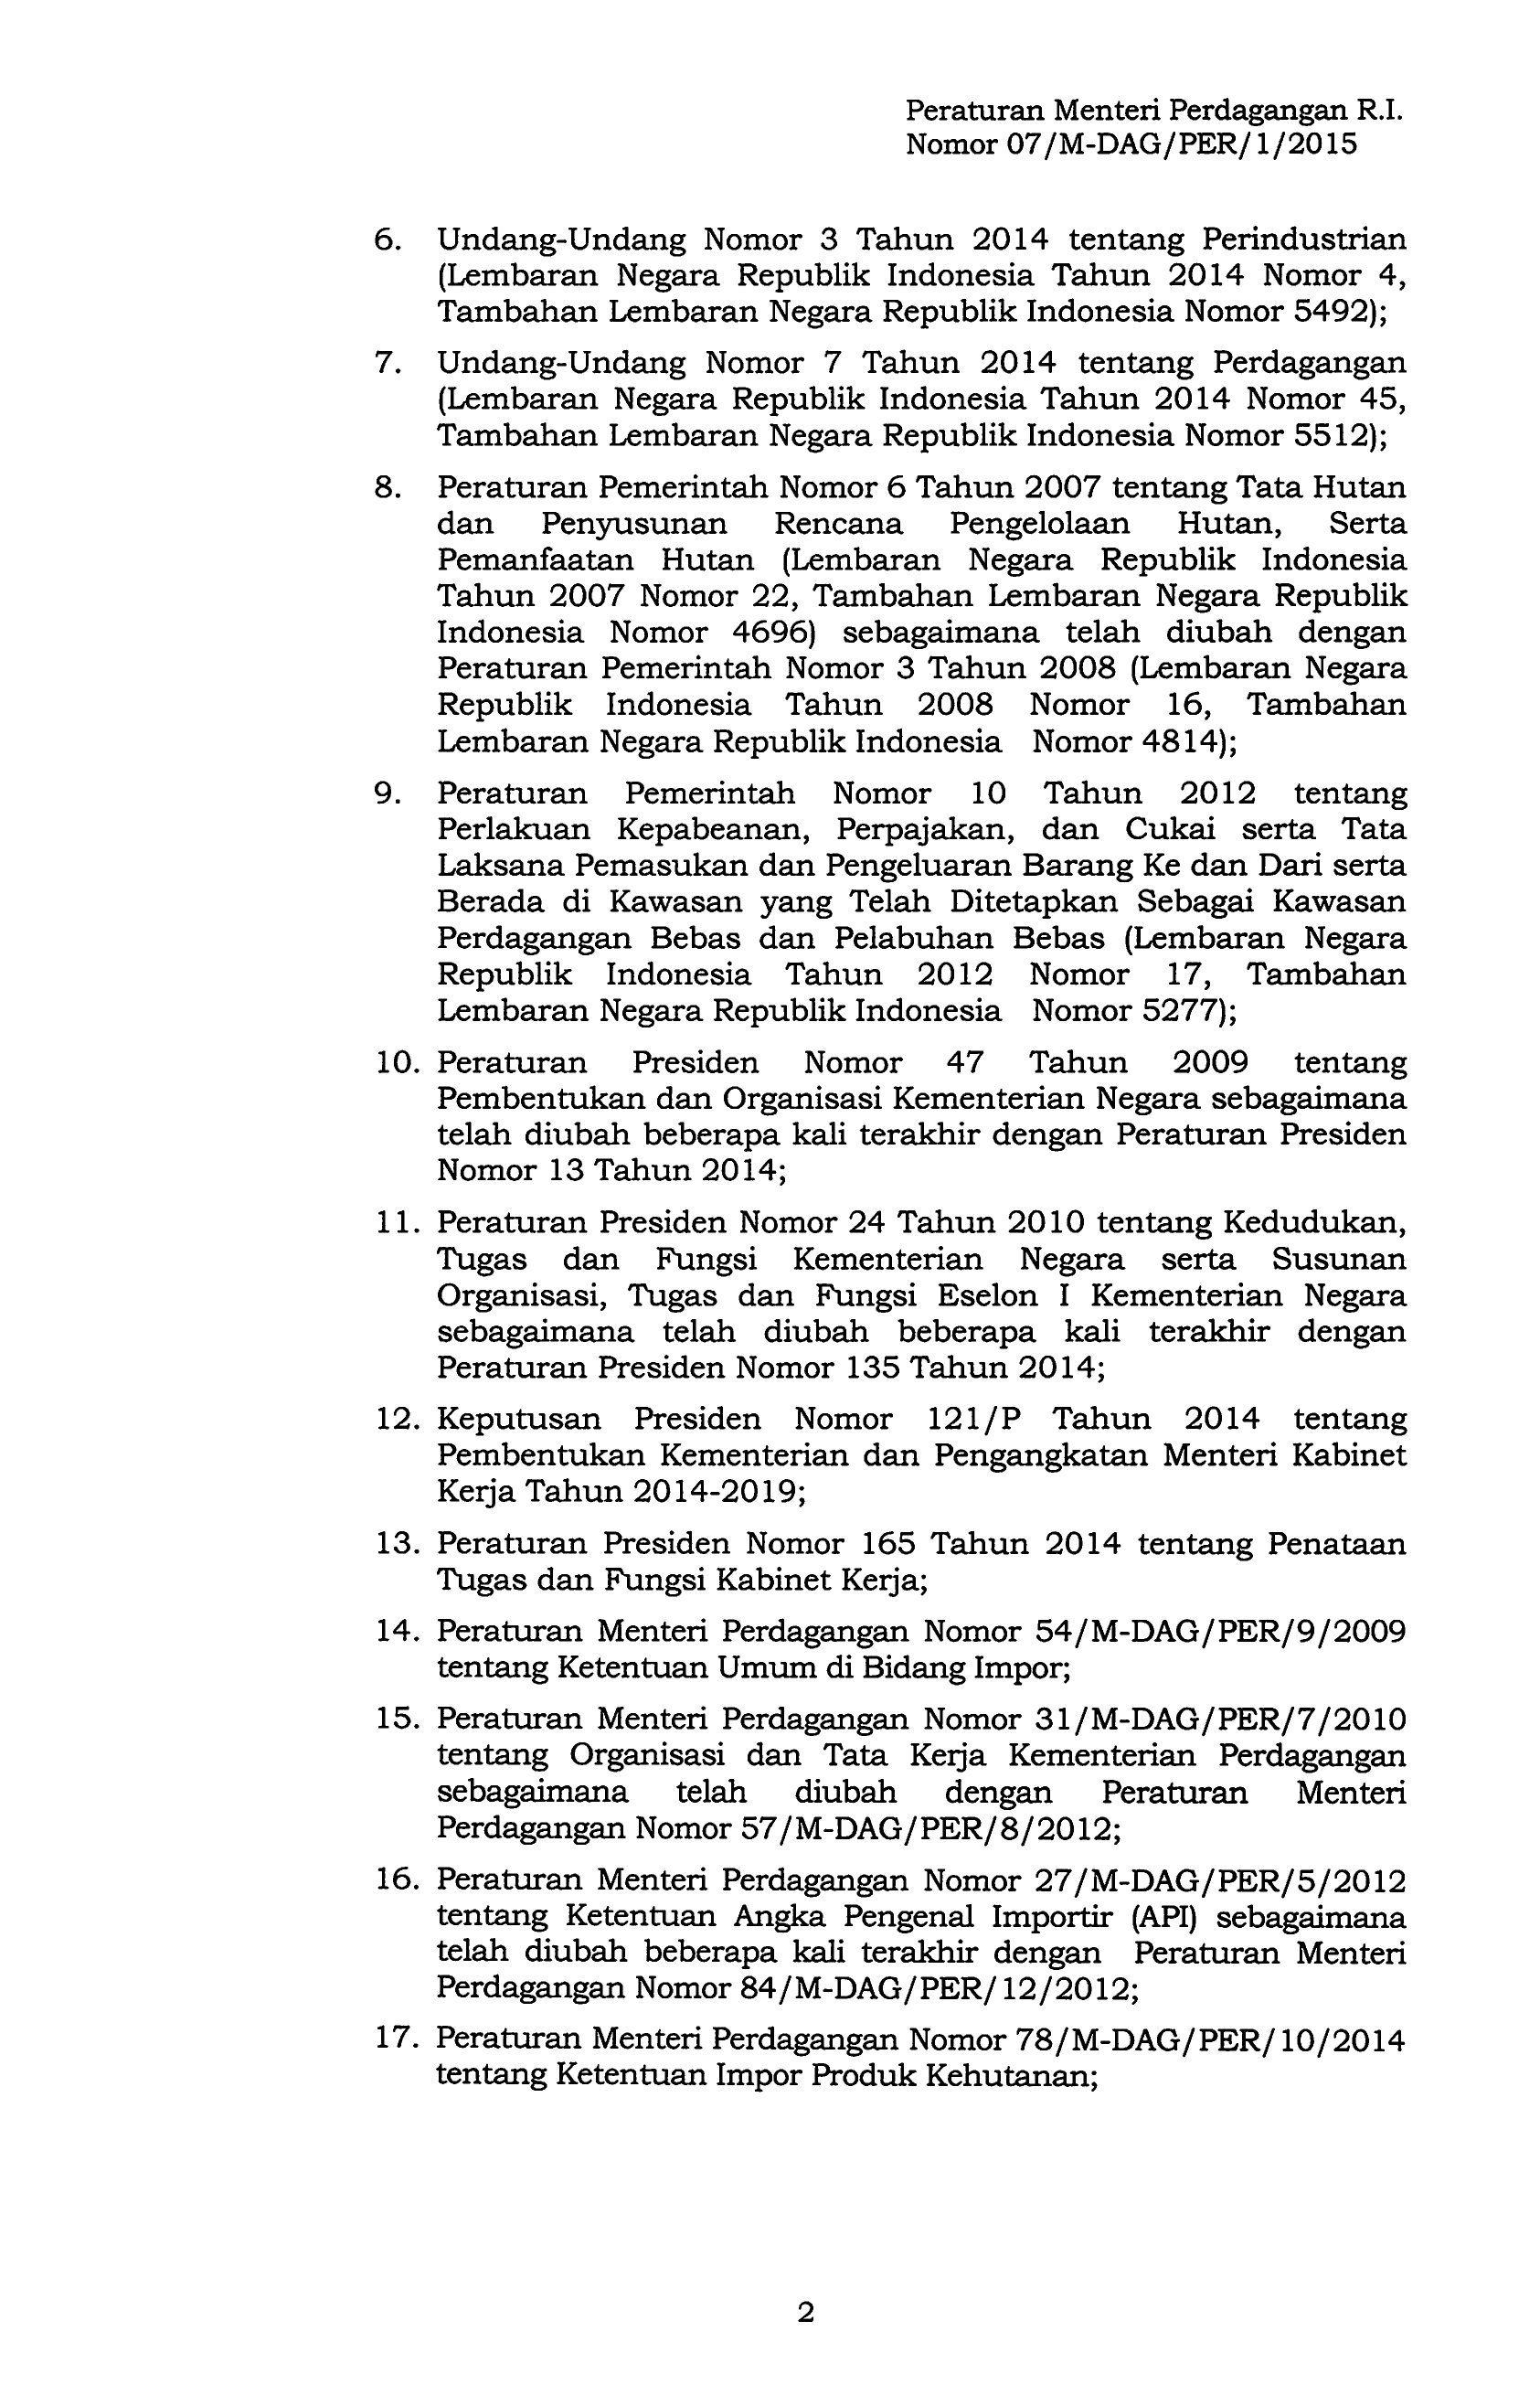 Peraturan Menteri Perdagangan R.I.
Nomor 07/M-DAG/PER/1/2015
6. Undang-Undang Nomor 3 Tahun 2014 tentang Perindustrian
(Lembaran Negara Republik Indonesia Tahun 2014 Nomor 4,
Tambahan Lembaran Negara Republik Indonesia Nomor 5492);
7. Undang-Undang Nomor 7 Tahun 2014 tentang Perdagangan
(Lembaran Negara Republik Indonesia Tahun 2014 Nomor 45,
Tambahan Lembaran Negara Republik Indonesia Nomor 5512);
8. Peraturan Pemerintah Nomor 6 Tahun 2007 tentang Tata Hutan
dan Penyusunan Rencana Pengelolaan Hutan, Serta
Pemanfaatan Hutan (Lembaran Negara Republik Indonesia
Tahun 2007 Nomor 22, Tambahan Lembaran Negara Republik
Indonesia Nomor 4696) sebagaimana telah diubah dengan
Peraturan Pemerintah Nomor 3 Tahun 2008 (Lembaran Negara
Republik Indonesia Tahun 2008 Nomor 16, Tambahan
Lembaran Negara Republik Indonesia Nomor 4814);
9. Peraturan Pemerintah Nomor 10 Tahun 2012 tentang
Perlakuan Kepabeanan, Perpajakan, dan Cukai serta Tata
Laksana Pemasukan dan Pengeluaran Barang Ke dan Dari serta
Berada di Kawasan yang Telah Ditetapkan Sebagai Kawasan
Perdagangan Bebas dan Pelabuhan Bebas (Lembaran Negara
Republik Indonesia Tahun 2012 Nomor 17, Tambahan
Lembaran Negara Republik Indonesia Nomor 5277);
10. Peraturan Presiden Nomor 47 Tahun 2009 tentang
Pembentukan dan Organisasi Kementerian Negara sebagaimana
telah diubah beberapa kali terakhir dengan Peraturan Presiden
Nomor 13 Tahun 2014;
11. Peraturan Presiden Nomor 24 Tahun 2010 tentang Kedudukan,
Tugas dan Fungsi Kementerian Negara serta Susunan
Organisasi, Tugas dan Fungsi Eselon I Kementerian Negara
sebagaimana telah diubah beberapa kali terakhir dengan
Peraturan Presiden Nomor 135 Tahun 2014;
12. Keputusan Presiden Nomor 121/P Tahun 2014 tentang
Pembentukan Kementerian dan Pengangkatan Menteri Kabinet
Kerja Tahun 2014-2019;
13. Peraturan Presiden Nomor 165 Tahun 2014 tentang Penataan
Tugas dan Fungsi Kabinet Kerja;
14. Peraturan Menteri Perdagangan Nomor 54/M-DAG/PER/9/2009
tentang Ketentuan Umum di Bidang Impor;
15. Peraturan Menteri Perdagangan Nomor 31/M-DAG/PER/7/2010
tentang Organisasi dan Tata Kerja Kementerian Perdagangan
sebagaimana telah diubah dengan Peraturan Menteri
Perdagangan Nomor 57/M-DAG/PER/8/2012;
16. Peraturan Menteri Perdagangan Nomor 27/M-DAG/PER/5/2012
tentang Ketentuan Angka Pengenal Importir (API) sebagaimana
telah diubah beberapa kali terakhir dengan Peraturan Menteri
Perdagangan Nomor 84/M-DAG/PER/12/2012;
17. Peraturan Menteri Perdagangan Nomor 78/M-DAG/PER/10/2014
tentang Ketentuan Impor Produk Kehutanan;
2